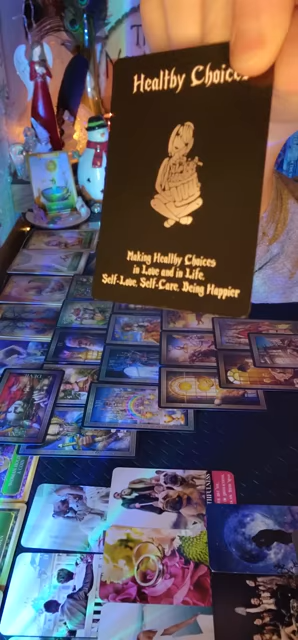 Healthy Choices
Making Healthy Choices
in Love and in Life.
Self-Love, Self-Care, Being Happier